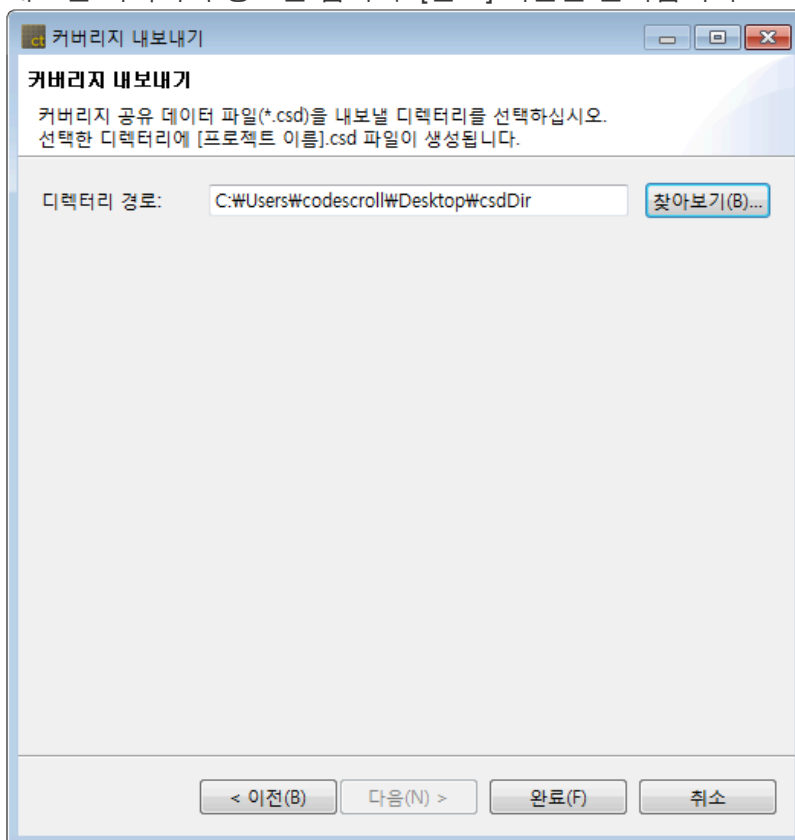 커버리지 내보내기
커버리지 내보내기
커버리지 공유 데이터 파일(*.csd)을 내보낼 디렉터리를 선택하십시오.
선택한 디렉터리에 [프로젝트 이름].csd 파일이 생성됩니다.
디렉터리 경로: C:₩Users₩codescroll₩Desktop₩csdDir 찾아보기(B)...
< 이전(B) 다음(N) > 완료(F) 취소